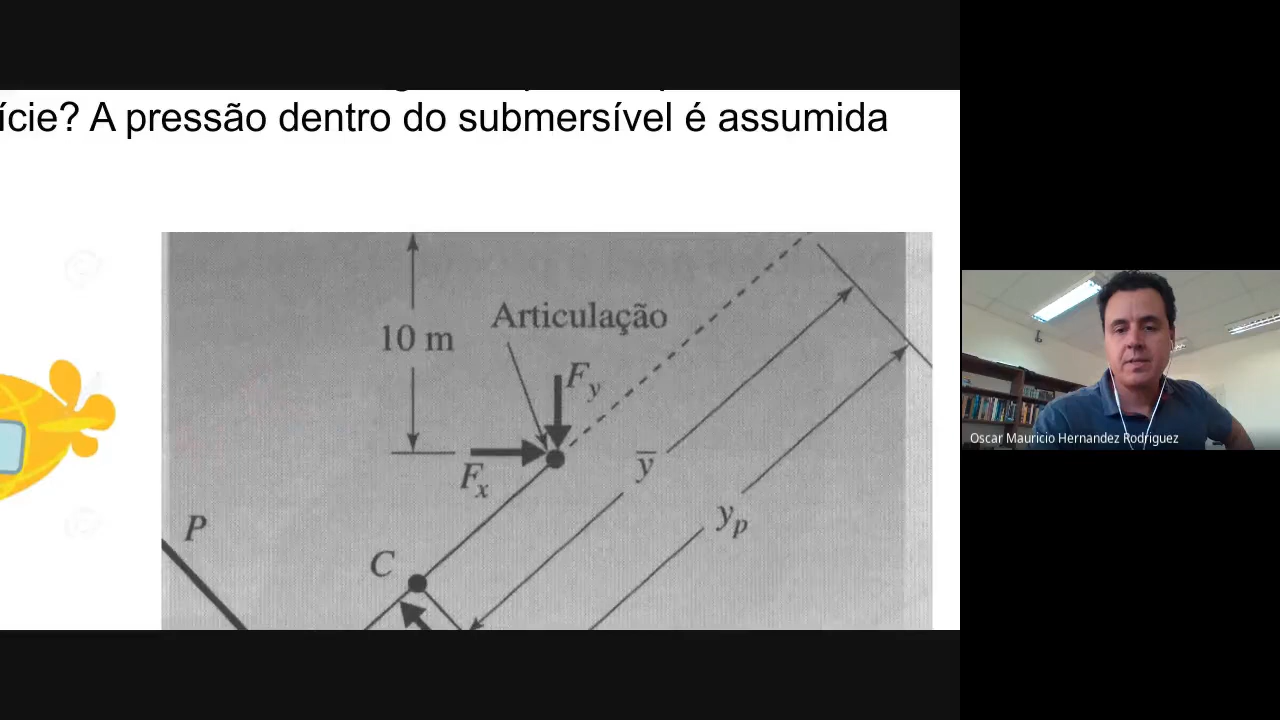 ície? A pressão dentro do submersível é assumida
10 m
Articulação
F_y
F_x
y̅
y_p
P
C
Oscar Mauricio Hernandez Rodriguez